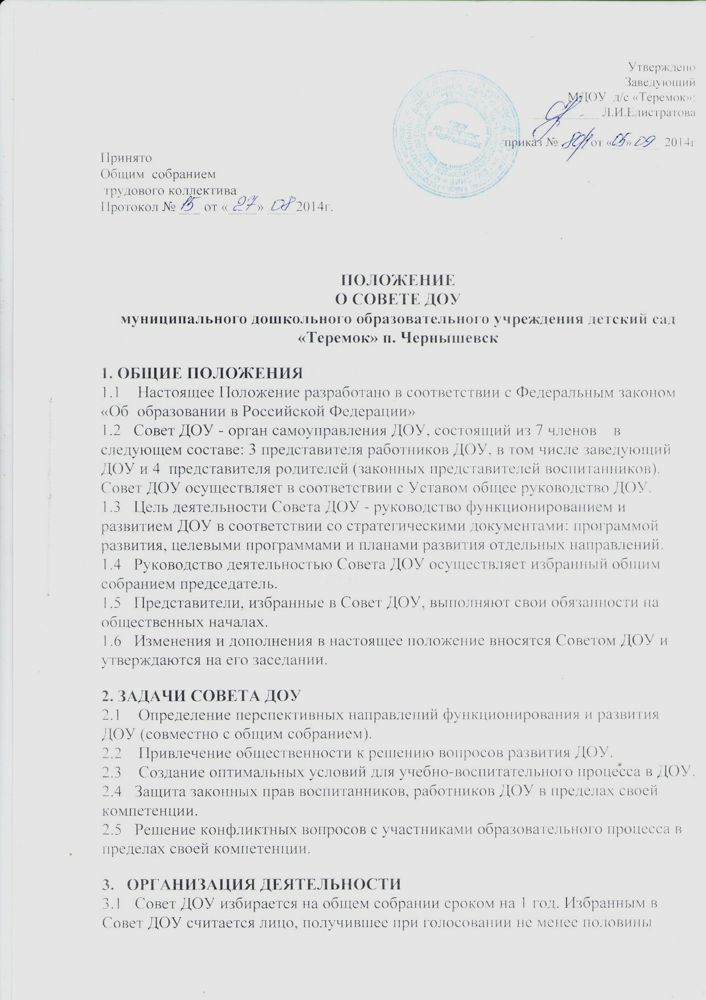 Утверждено
Заведующий
МДОУ д/с «Теремок»:
Л.И.Елистратова
приказ № от «05» 09 2014г
МДОУ
д/с "ТЕРЕМОК"
п. ЧЕРНЫШЕВСК
Принято
Общим собранием
трудового коллектива
Протокол № 15 от «27» 08 2014г.
ПОЛОЖЕНИЕ
О СОВЕТЕ ДОУ
муниципального дошкольного образовательного учреждения детский сад
«Теремок» п. Чернышевск
1. ОБЩИЕ ПОЛОЖЕНИЯ
1.1 Настоящее Положение разработано в соответствии с Федеральным законом
«Об образовании в Российской Федерации»
1.2 Совет ДОУ - орган самоуправления ДОУ, состоящий из 7 членов в
следующем составе: 3 представителя работников ДОУ, в том числе заведующий
ДОУ и 4 представителя родителей (законных представителей воспитанников).
Совет ДОУ осуществляет в соответствии с Уставом общее руководство ДОУ.
1.3 Цель деятельности Совета ДОУ - руководство функционированием и
развитием ДОУ в соответствии со стратегическими документами: программой
развития, целевыми программами и планами развития отдельных направлений.
1.4 Руководство деятельностью Совета ДОУ осуществляет избранный общим
собранием председатель.
1.5 Представители, избранные в Совет ДОУ, выполняют свои обязанности на
общественных началах.
1.6 Изменения и дополнения в настоящее положение вносятся Советом ДОУ и
утверждаются на его заседании.
2. ЗАДАЧИ СОВЕТА ДОУ
2.1 Определение перспективных направлений функционирования и развития
ДОУ (совместно с общим собранием).
2.2 Привлечение общественности к решению вопросов развития ДОУ.
2.3 Создание оптимальных условий для учебно-воспитательного процесса в ДОУ.
2.4 Защита законных прав воспитанников, работников ДОУ в пределах своей
компетенции.
2.5 Решение конфликтных вопросов с участниками образовательного процесса в
пределах своей компетенции.
3. ОРГАНИЗАЦИЯ ДЕЯТЕЛЬНОСТИ
3.1 Совет ДОУ избирается на общем собрании сроком на 1 год. Избранным в
Совет ДОУ считается лицо, получившее при голосовании не менее половины